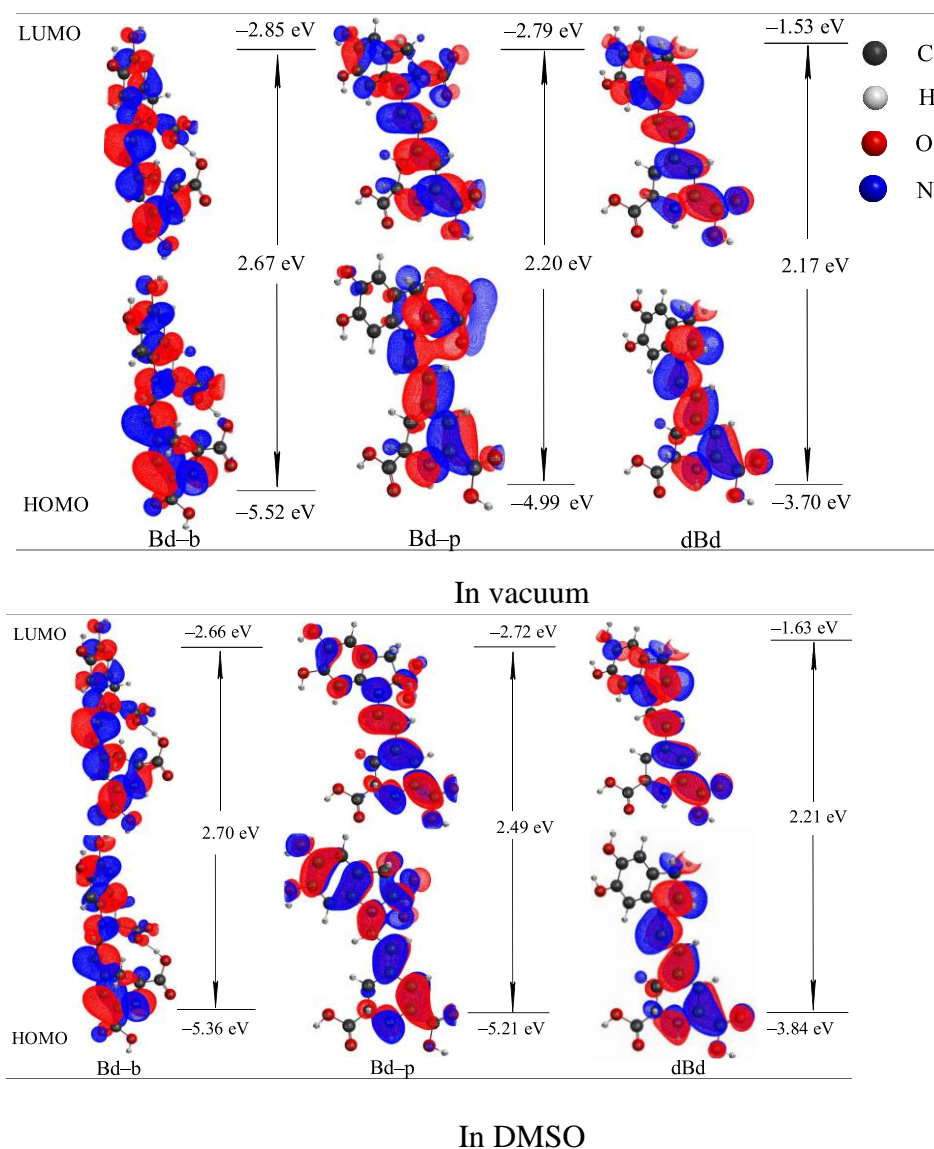 LUMO
−2.85 eV
−2.79 eV
−1.53 eV
C
H
O
N
2.67 eV
2.20 eV
2.17 eV
HOMO
−5.52 eV
−4.99 eV
−3.70 eV
Bd–b
Bd–p
dBd
In vacuum
LUMO
−2.66 eV
−2.72 eV
−1.63 eV
2.70 eV
2.49 eV
2.21 eV
HOMO
−5.36 eV
−5.21 eV
−3.84 eV
Bd–b
Bd–p
dBd
In DMSO